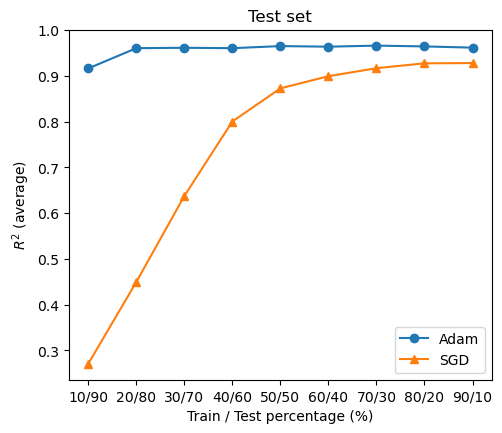 Test set
1.0
0.9
0.8
0.7
0.6
0.5
0.4
0.3
R² (average)
10/90 20/80 30/70 40/60 50/50 60/40 70/30 80/20 90/10
Train / Test percentage (%)
Adam
SGD